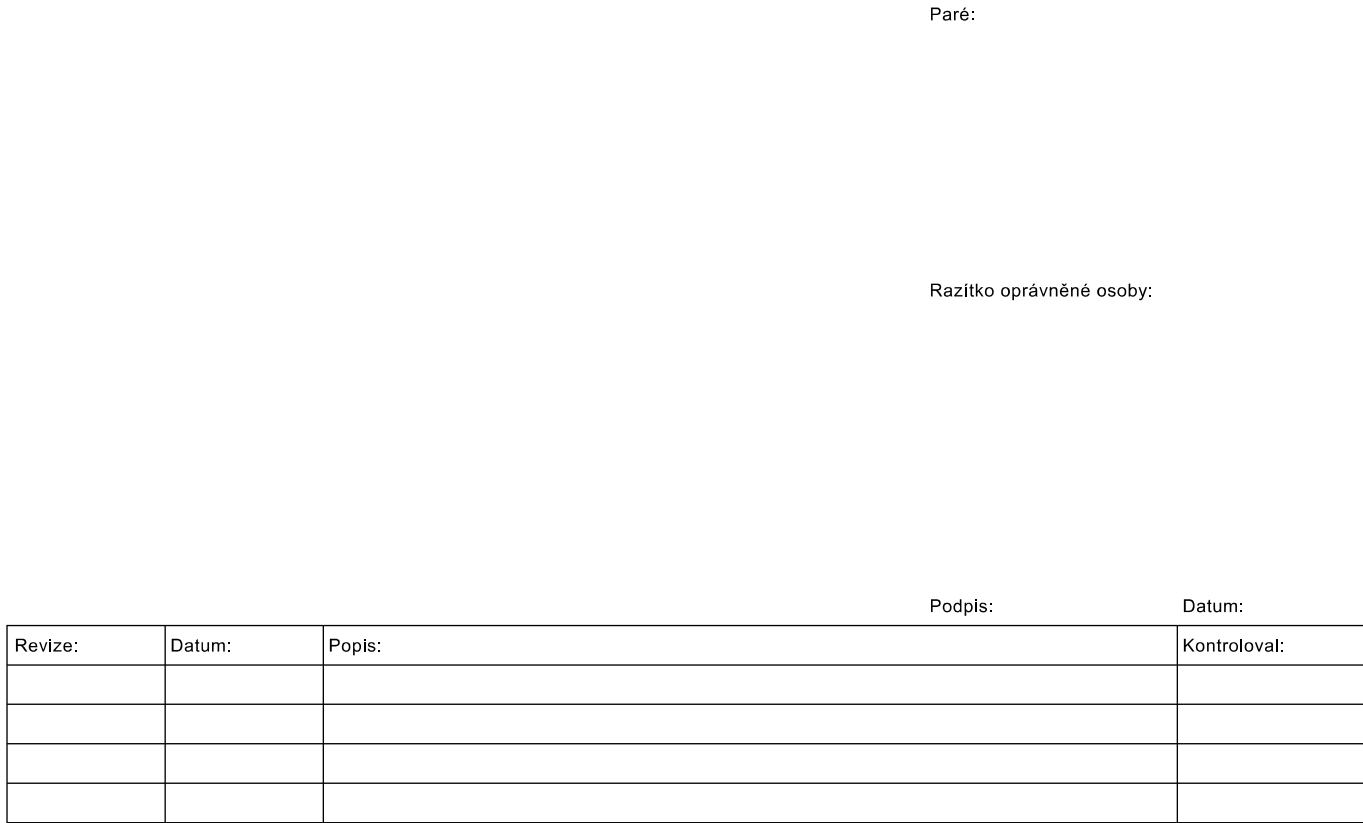 Paré:
Razítko oprávněné osoby:
Podpis: Datum:
Revize: Datum: Popis: Kontroloval: